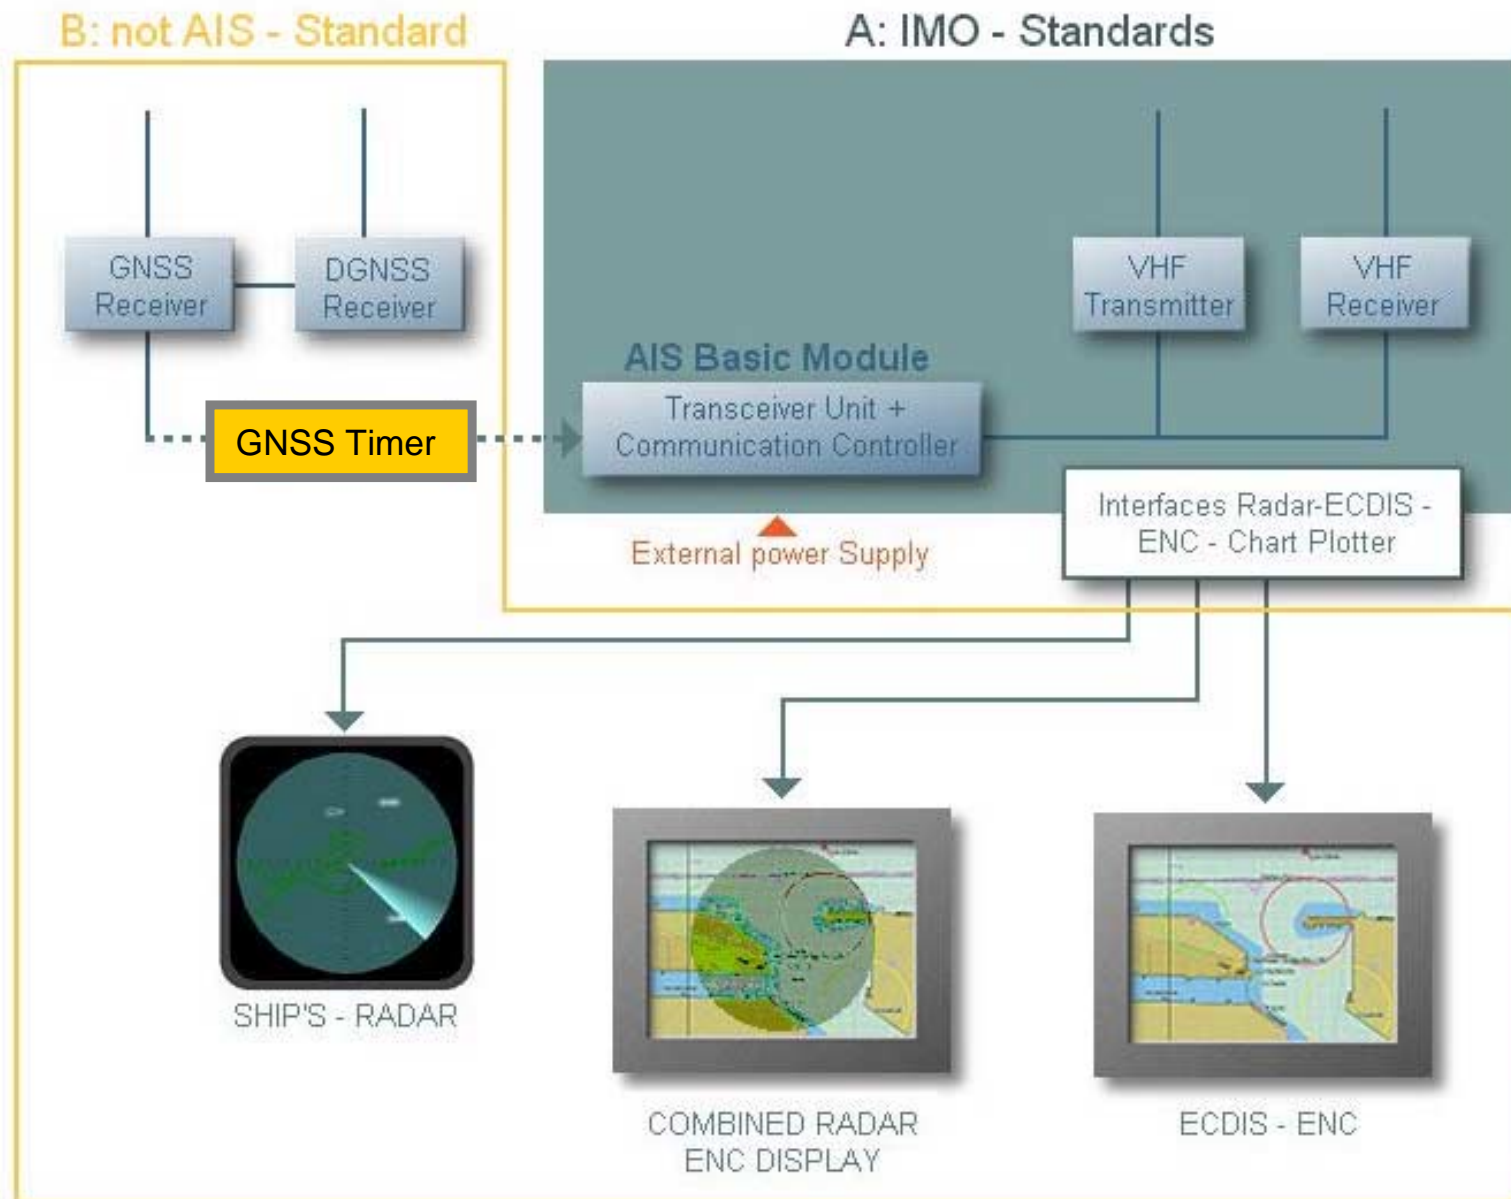 B: not AIS - Standard
A: IMO - Standards
GNSS
Receiver
DGNSS
Receiver
VHF
Transmitter
VHF
Receiver
AIS Basic Module
Transceiver Unit +
Communication Controller
GNSS Timer
Interfaces Radar-ECDIS -
ENC - Chart Plotter
External power Supply
SHIP'S - RADAR
COMBINED RADAR
ENC DISPLAY
ECDIS - ENC